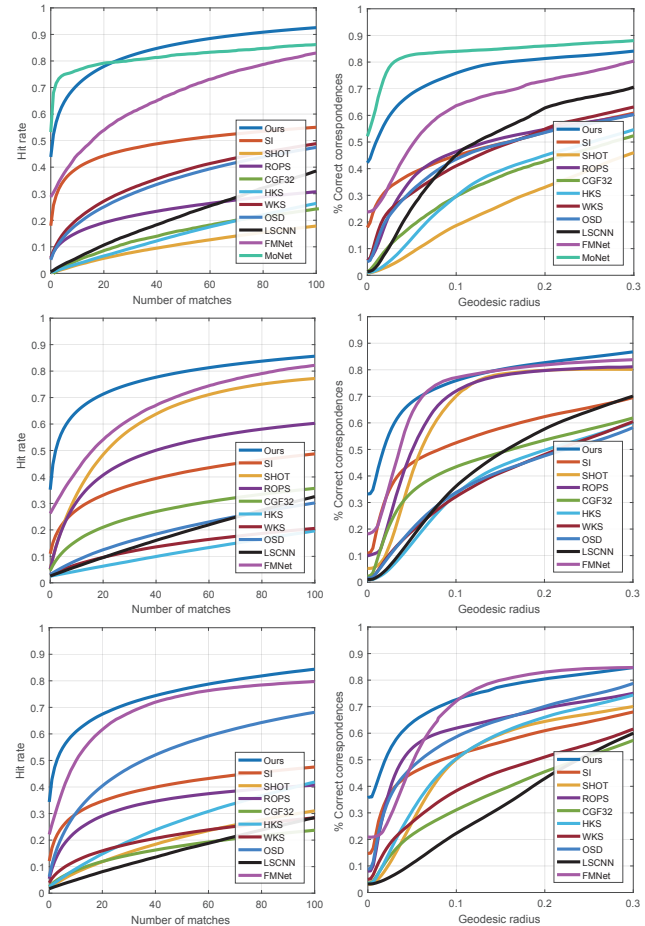 Hit rate
1
0.9
0.8
0.7
0.6
0.5
0.4
0.3
0.2
0.1
0
0 20 40 60 80 100
Number of matches
Ours
SI
SHOT
ROPS
CGF32
HKS
WKS
OSD
LSCNN
FMNet
MoNet
% Correct correspondences
1
0.9
0.8
0.7
0.6
0.5
0.4
0.3
0.2
0.1
0
0 0.1 0.2 0.3
Geodesic radius
Ours
SI
SHOT
ROPS
CGF32
HKS
WKS
OSD
LSCNN
FMNet
MoNet
Hit rate
1
0.9
0.8
0.7
0.6
0.5
0.4
0.3
0.2
0.1
0
0 20 40 60 80 100
Number of matches
Ours
SI
SHOT
ROPS
CGF32
HKS
WKS
OSD
LSCNN
FMNet
% Correct correspondences
1
0.9
0.8
0.7
0.6
0.5
0.4
0.3
0.2
0.1
0
0 0.1 0.2 0.3
Geodesic radius
Ours
SI
SHOT
ROPS
CGF32
HKS
WKS
OSD
LSCNN
FMNet
Hit rate
1
0.9
0.8
0.7
0.6
0.5
0.4
0.3
0.2
0.1
0
0 20 40 60 80 100
Number of matches
Ours
SI
SHOT
ROPS
CGF32
HKS
WKS
OSD
LSCNN
FMNet
% Correct correspondences
1
0.9
0.8
0.7
0.6
0.5
0.4
0.3
0.2
0.1
0
0 0.1 0.2 0.3
Geodesic radius
Ours
SI
SHOT
ROPS
CGF32
HKS
WKS
OSD
LSCNN
FMNet